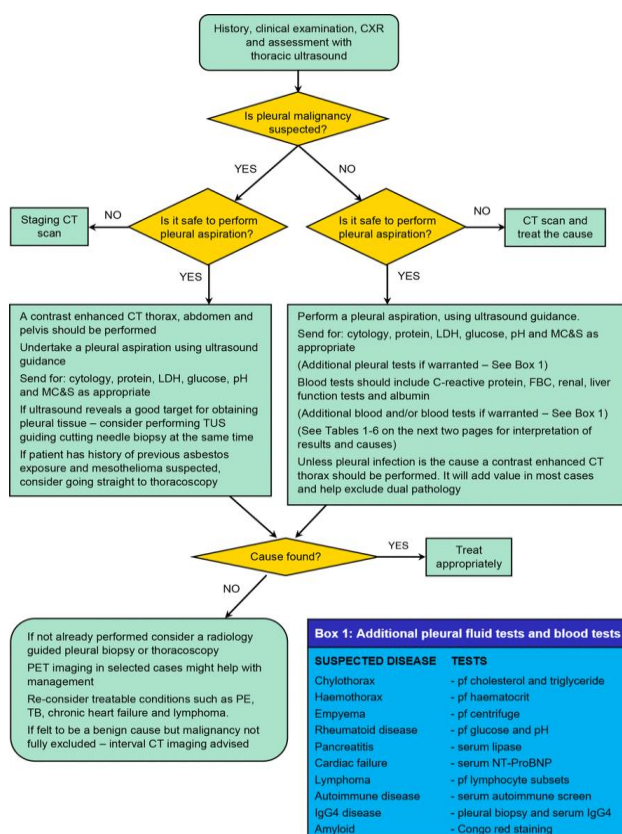 History, clinical examination, CXR
and assessment with
thoracic ultrasound
Is pleural malignancy
suspected?
YES
NO
Staging CT
scan
NO
Is it safe to perform
pleural aspiration?
Is it safe to perform
pleural aspiration?
NO
CT scan and
treat the cause
YES
YES
A contrast enhanced CT thorax, abdomen and
pelvis should be performed
Undertake a pleural aspiration using ultrasound
guidance
Send for: cytology, protein, LDH, glucose, pH
and MC&S as appropriate
If ultrasound reveals a good target for obtaining
pleural tissue – consider performing TUS
guiding cutting needle biopsy at the same time
If patient has history of previous asbestos
exposure and mesothelioma suspected,
consider going straight to thoracoscopy
Perform a pleural aspiration, using ultrasound guidance.
Send for: cytology, protein, LDH, glucose, pH and MC&S as
appropriate
(Additional pleural tests if warranted – See Box 1)
Blood tests should include C-reactive protein, FBC, renal, liver
function tests and albumin
(Additional blood and/or blood tests if warranted – See Box 1)
(See Tables 1-6 on the next two pages for interpretation of
results and causes)
Unless pleural infection is the cause a contrast enhanced CT
thorax should be performed. It will add value in most cases
and help exclude dual pathology
Cause found?
YES
Treat
appropriately
NO
If not already performed consider a radiology
guided pleural biopsy or thoracoscopy
PET imaging in selected cases might help with
management
Re-consider treatable conditions such as PE,
TB, chronic heart failure and lymphoma.
If felt to be a benign cause but malignancy not
fully excluded – interval CT imaging advised
Box 1: Additional pleural fluid tests and blood tests
SUSPECTED DISEASE TESTS
Chylothorax - pf cholesterol and triglyceride
Haemothorax - pf haematocrit
Empyema - pf centrifuge
Rheumatoid disease - pf glucose and pH
Pancreatitis - serum lipase
Cardiac failure - serum NT-ProBNP
Lymphoma - pf lymphocyte subsets
Autoimmune disease - serum autoimmune screen
IgG4 disease - pleural biopsy and serum IgG4
Amyloid - Congo red staining